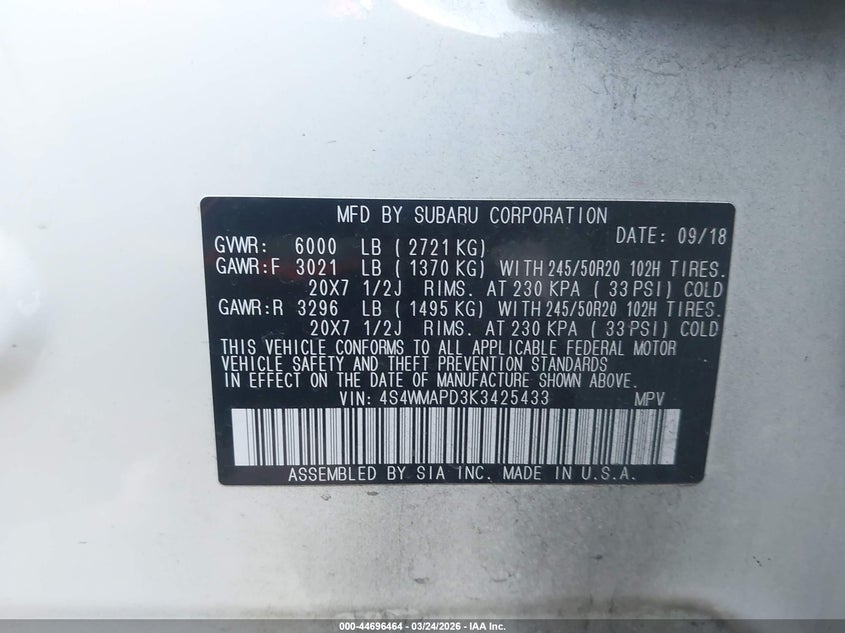 MFD BY SUBARU CORPORATION
DATE: 09/18
GVWR: 6000 LB ( 2721 KG)
GAWR:F 3021 LB ( 1370 KG) WITH 245/50R20 102H TIRES.
20X7 1/2J RIMS. AT 230 KPA ( 33 PSI) COLD
GAWR:R 3296 LB ( 1495 KG) WITH 245/50R20 102H TIRES.
20X7 1/2J RIMS. AT 230 KPA ( 33 PSI) COLD
THIS VEHICLE CONFORMS TO ALL APPLICABLE FEDERAL MOTOR
VEHICLE SAFETY AND THEFT PREVENTION STANDARDS
IN EFFECT ON THE DATE OF MANUFACTURE SHOWN ABOVE.
VIN: 4S4WMAPD3K3425433 MPV
ASSEMBLED BY SIA INC. MADE IN U.S.A.
000-44696464 | 03/24/2026 - IAA Inc.